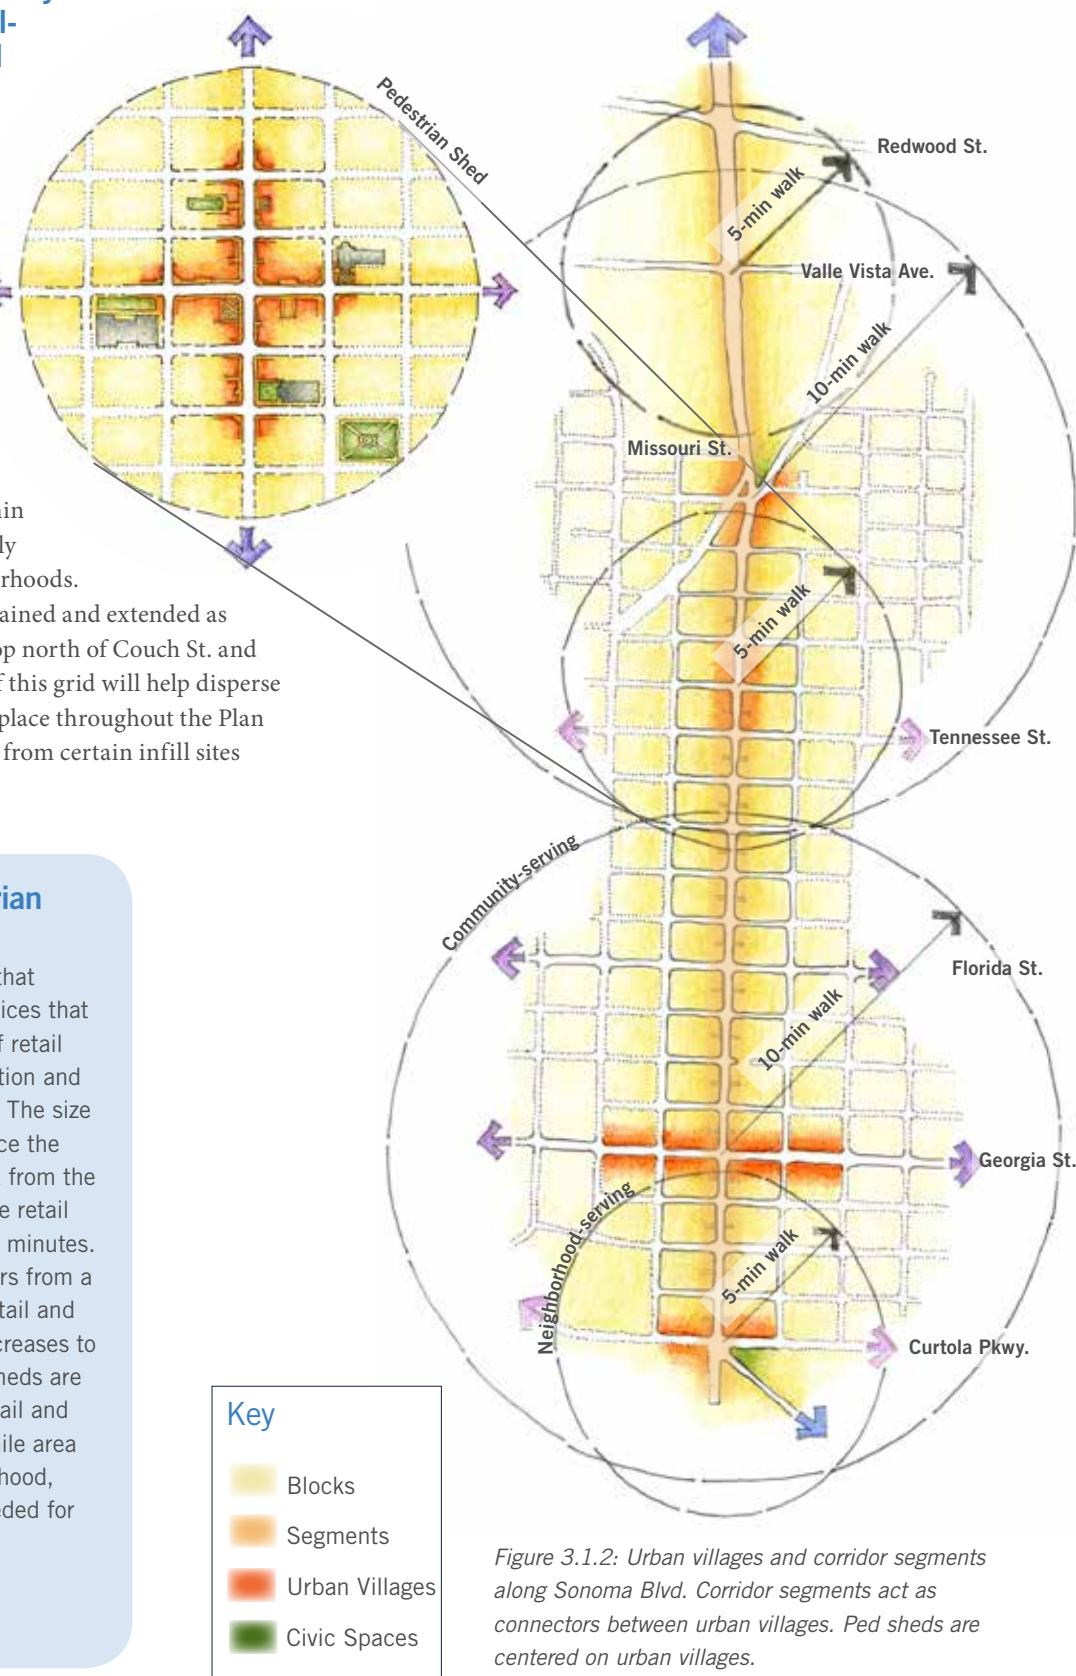 Pedestrian Shed
Redwood St.
5-min walk
Valle Vista Ave.
10-min walk
Missouri St.
5-min walk
Tennessee St.
rhoods.
ained and extended as
op north of Couch St. and
this grid will help disperse
place throughout the Plan
from certain infill sites
Community-serving
Florida St.
10-min walk
Georgia St.
Neighborhood-serving
5-min walk
Curtola Pkwy.
rian
that
ices that
f retail
tion and
The size
ce the
from the
e retail
minutes.
rs from a
tail and
creases to
heds are
ail and
ile area
hood,
ded for
Key
Blocks
Segments
Urban Villages
Civic Spaces
Figure 3.1.2: Urban villages and corridor segments
along Sonoma Blvd. Corridor segments act as
connectors between urban villages. Ped sheds are
centered on urban villages.